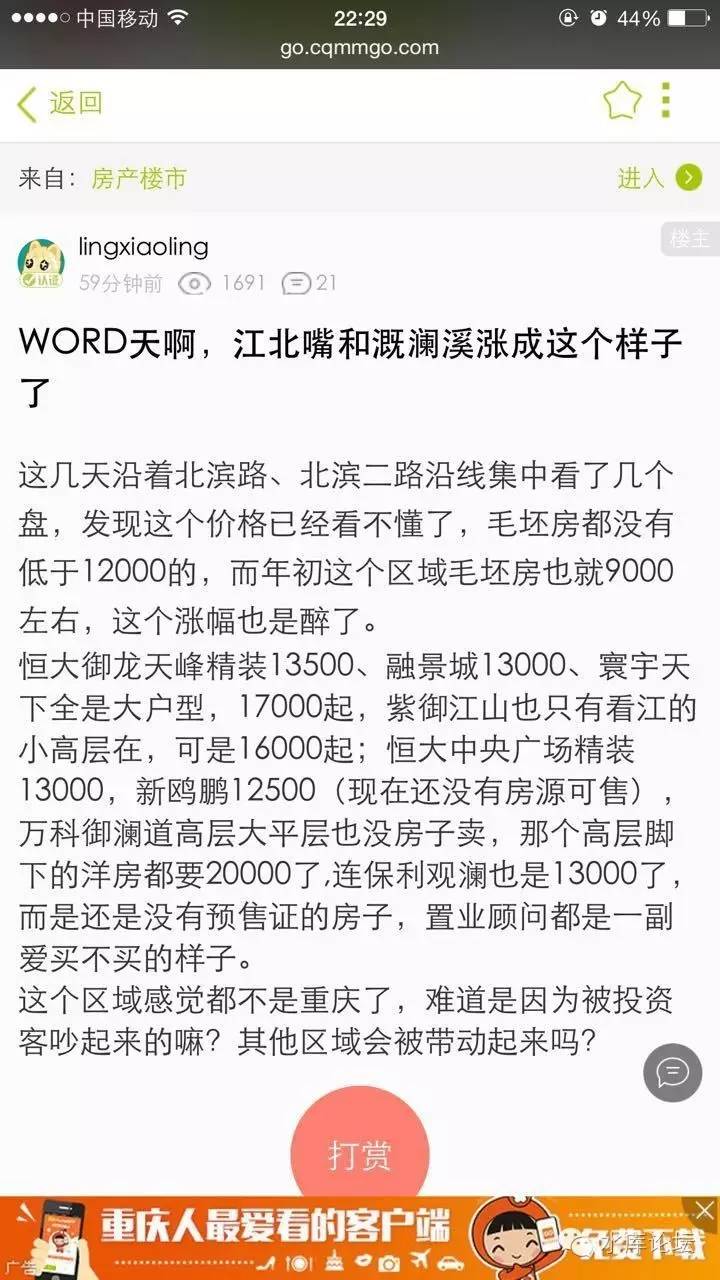 中国移动 22:29 44%
go.cqmmgo.com
返回
来自：房产楼市 进入
lingxiaoling 楼主
认证
59分钟前 1691 21
WORD天啊，江北嘴和溉澜溪涨成这个样子
了
这几天沿着北滨路、北滨二路沿线集中看了几个
盘，发现这个价格已经看不懂了，毛坯房都没有
低于12000的，而年初这个区域毛坯房也就9000
左右，这个涨幅也是醉了。
恒大御龙天峰精装13500、融景城13000、寰宇天
下全是大户型，17000起，紫御江山也只有看江的
小高层在，可是16000起；恒大中央广场精装
13000，新鸥鹏12500（现在还没有房源可售），
万科御澜道高层大平层也没房子卖，那个高层脚
下的洋房都要20000了,连保利观澜也是13000了，
而是还是没有预售证的房子，置业顾问都是一副
爱买不买的样子。
这个区域感觉都不是重庆了，难道是因为被投资
客吵起来的嘛？其他区域会被带动起来吗？
打赏
重庆人最爱看的客户端
免费下载
广告
水库论坛